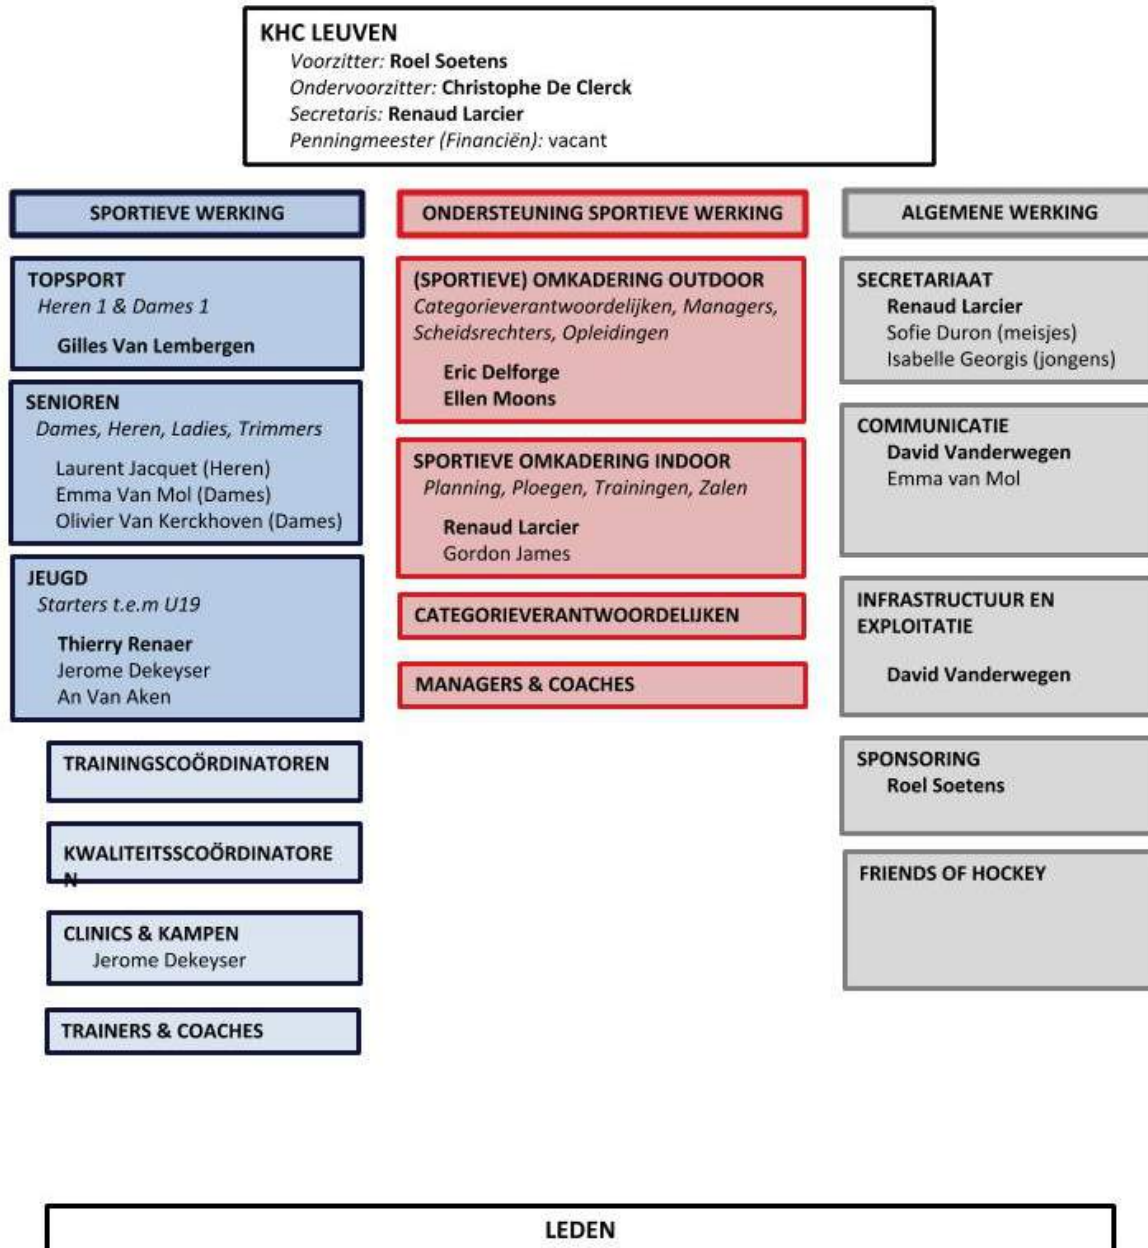 KHC LEUVEN
Voorzitter: Roel Soetens
Ondervoorzitter: Christophe De Clerck
Secretaris: Renaud Larcier
Penningmeester (Financiën): vacant
SPORTIEVE WERKING
TOPSPORT
Heren 1 & Dames 1
Gilles Van Lembergen
SENIOREN
Dames, Heren, Ladies, Trimmers
Laurent Jacquet (Heren)
Emma Van Mol (Dames)
Olivier Van Kerckhoven (Dames)
JEUGD
Starters t.e.m U19
Thierry Renaer
Jerome Dekeyser
An Van Aken
TRAININGSCOÖRDINATOREN
KWALITEITSSCOÖRDINATORE
N
CLINICS & KAMPEN
Jerome Dekeyser
TRAINERS & COACHES
ONDERSTEUNING SPORTIEVE WERKING
(SPORTIEVE) OMKADERING OUTDOOR
Categorieverantwoordelijken, Managers,
Scheidsrechters, Opleidingen
Eric Delforge
Ellen Moons
SPORTIEVE OMKADERING INDOOR
Planning, Ploegen, Trainingen, Zalen
Renaud Larcier
Gordon James
CATEGORIEVERANTWOORDELIJKEN
MANAGERS & COACHES
ALGEMENE WERKING
SECRETARIAAT
Renaud Larcier
Sofie Duron (meisjes)
Isabelle Georgis (jongens)
COMMUNICATIE
David Vanderwegen
Emma van Mol
INFRASTRUCTUUR EN
EXPLOITATIE
David Vanderwegen
SPONSORING
Roel Soetens
FRIENDS OF HOCKEY
LEDEN